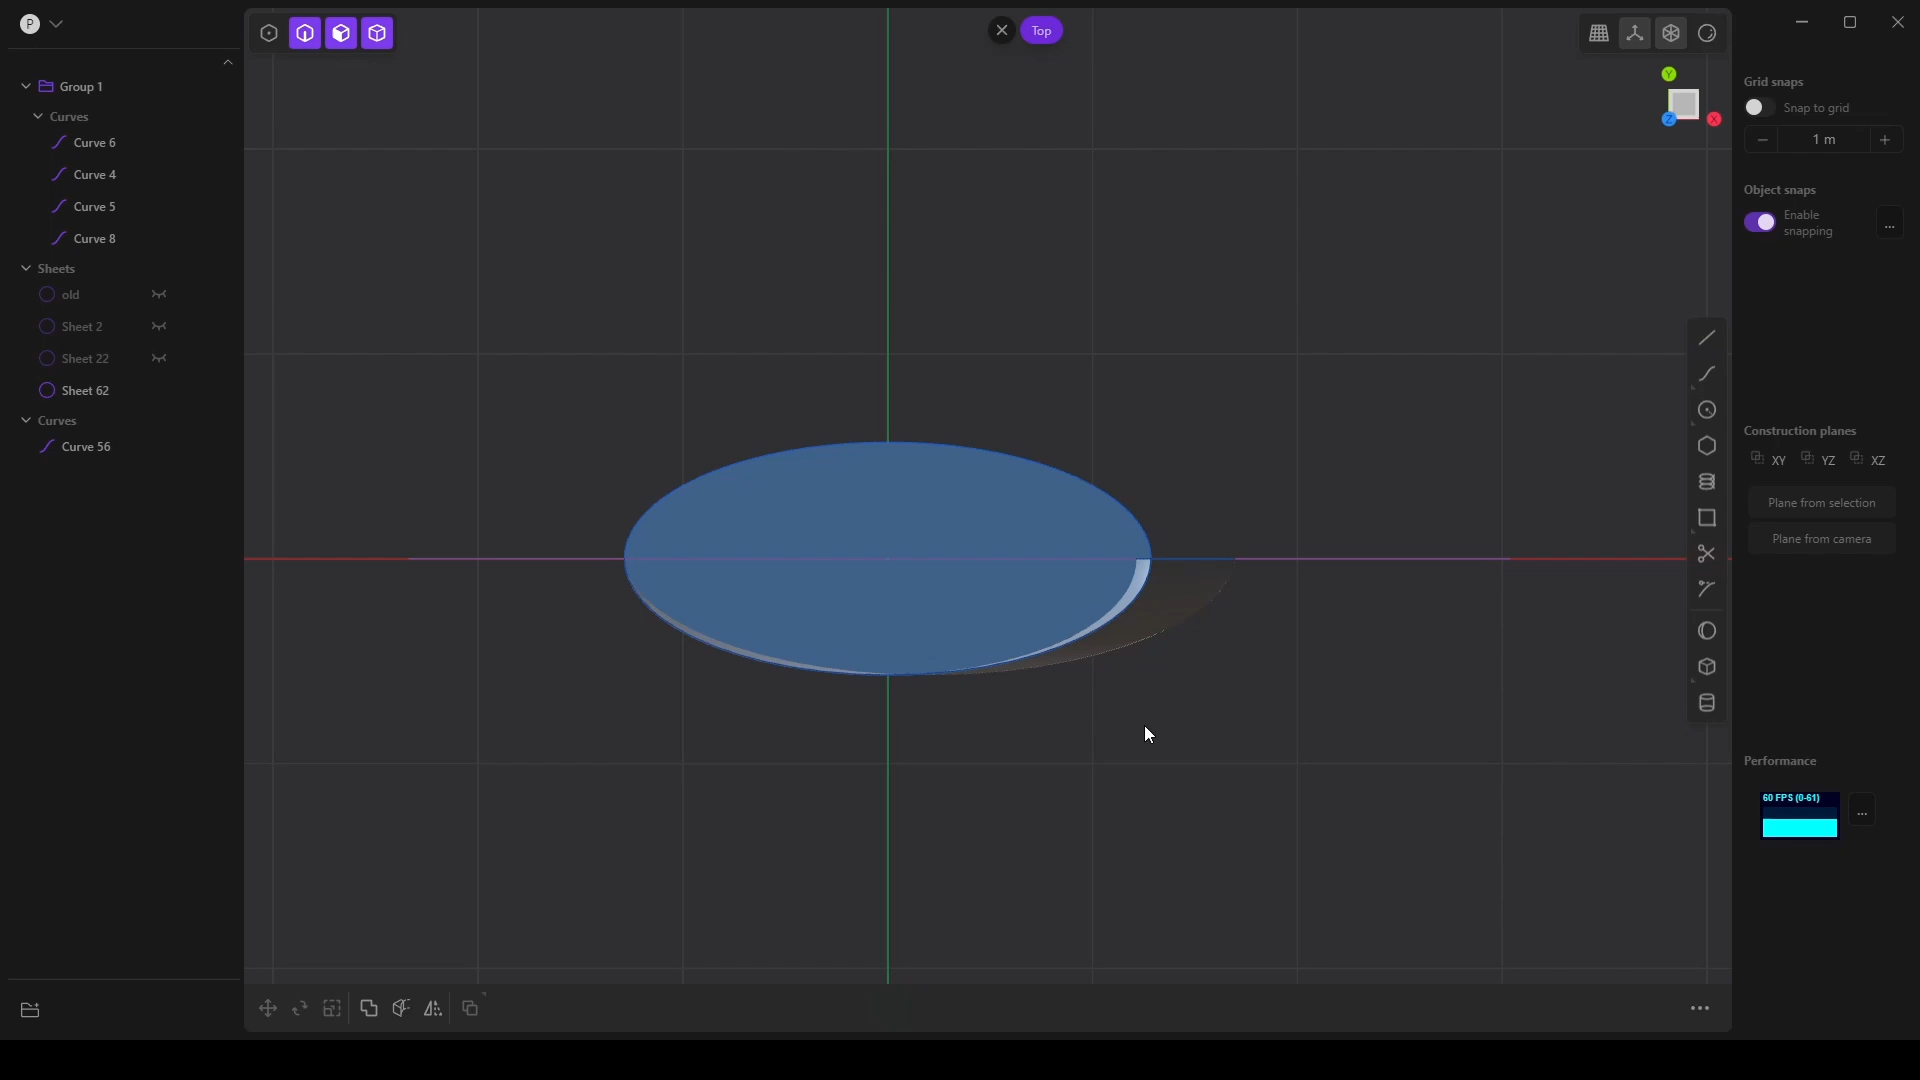 P
Group 1
Curves
Curve 6
Curve 4
Curve 5
Curve 8
Sheets
old
Sheet 2
Sheet 22
Sheet 62
Curves
Curve 56
Top
Y
Z
X
Grid snaps
Snap to grid
1 m
Object snaps
Enable
snapping
...
Construction planes
XY
YZ
XZ
Plane from selection
Plane from camera
Performance
60 FPS (0-61)
...